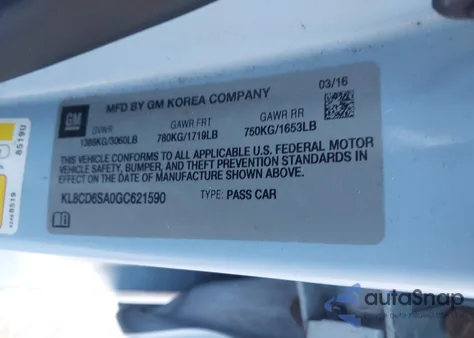 GM
MFD BY GM KOREA COMPANY
03/16
GVWR GAWR FRT GAWR RR
1388KG/3060LB 780KG/1719LB 750KG/1653LB
THIS VEHICLE CONFORMS TO ALL APPLICABLE U.S. FEDERAL MOTOR
VEHICLE SAFETY, BUMPER, AND THEFT PREVENTION STANDARDS IN
EFFECT ON THE DATE OF MANUFACTURE SHOWN ABOVE.
KL8CD6SA0GC621590 TYPE: PASS CAR
8519U
8519
autoSnap